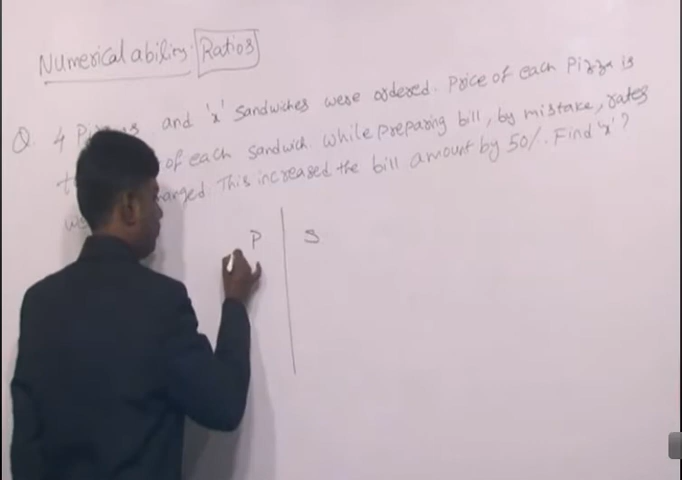 Numerical ability: Ratios
Q. 4 and 'x' Sandwiches were ordered. Price of each Pizza is
of each sandwich while preparing bill, by mistake, rates
This increased the bill amount by 50%. Find 'x'?
P S